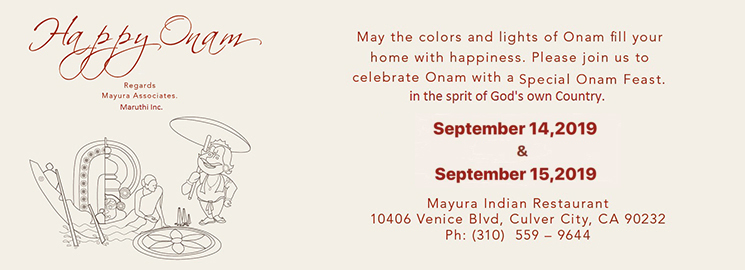 Happy Onam
Regards
Mayura Associates.
Maruthi Inc.
May the colors and lights of Onam fill your
home with happiness. Please join us to
celebrate Onam with a Special Onam Feast.
in the sprit of God's own Country.
September 14,2019
&
September 15,2019
Mayura Indian Restaurant
10406 Venice Blvd, Culver City, CA 90232
Ph: (310) 559 – 9644